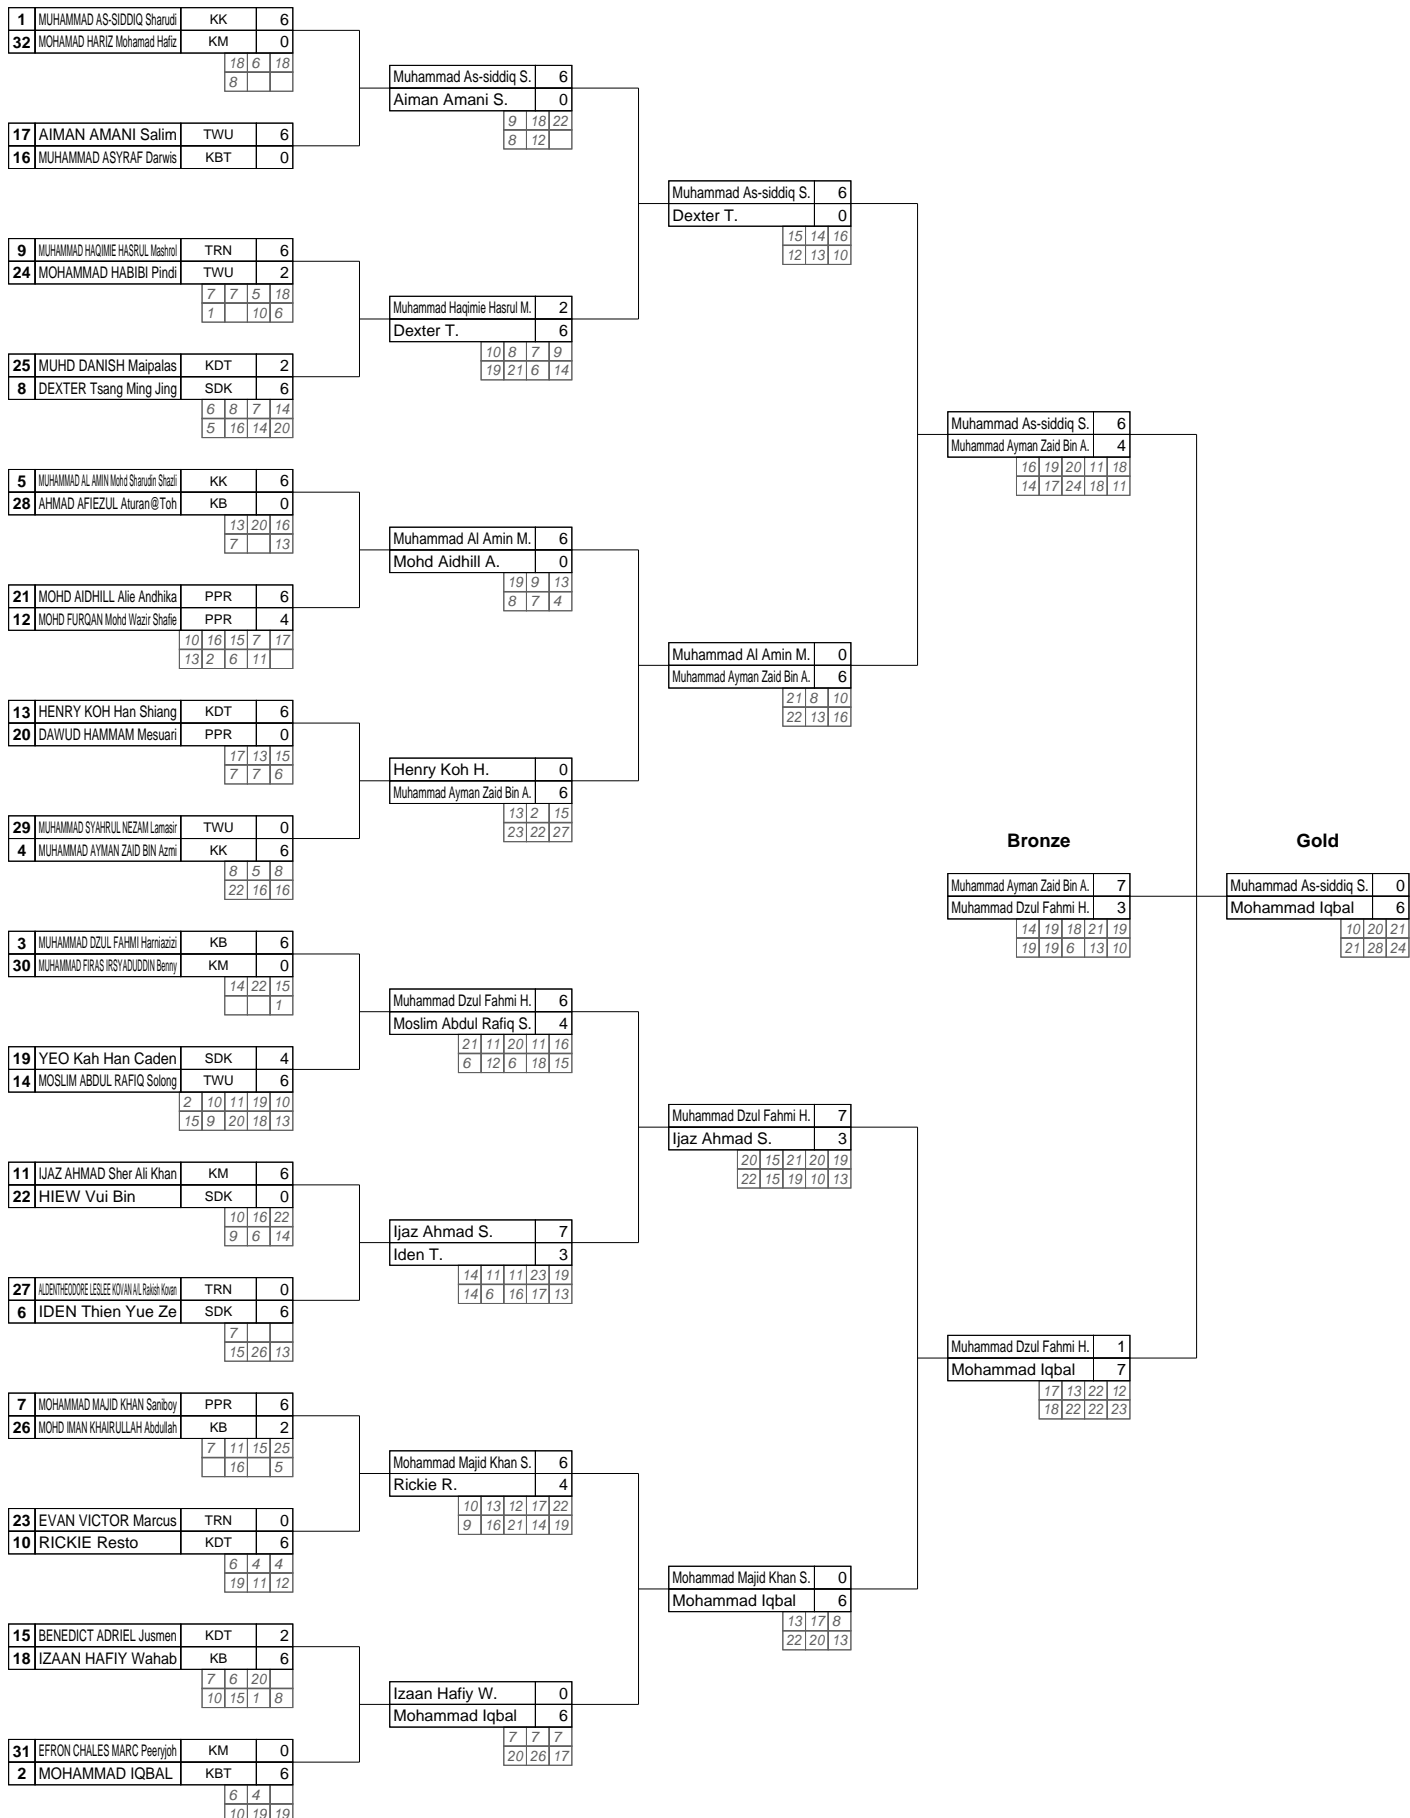 1 MUHAMMAD AS-SIDDIQ Sharudi KK 6
32 MOHAMAD HARIZ Mohamad Hafiz KM 0
18 6 18
8
17 AIMAN AMANI Salim TWU 6
16 MUHAMMAD ASYRAF Darwis KBT 0
9 MUHAMMAD HAQIMIE HASRUL Mashrol TRN 6
24 MOHAMMAD HABIBI Pindi TWU 2
7 7 5 18
1 10 6
25 MUHD DANISH Maipalas KDT 2
8 DEXTER Tsang Ming Jing SDK 6
6 8 7 14
5 16 14 20
5 MUHAMMAD AL AMIN Mohd Sharudin Shazli KK 6
28 AHMAD AFIEZUL Aturan@Toh KB 0
13 20 16
7 13
21 MOHD AIDHILL Alie Andhika PPR 6
12 MOHD FURQAN Mohd Wazir Shafie PPR 4
10 16 15 7 17
13 2 6 11
13 HENRY KOH Han Shiang KDT 6
20 DAWUD HAMMAM Mesuari PPR 0
17 13 15
7 7 6
29 MUHAMMAD SYAHRUL NEZAM Lamasir TWU 0
4 MUHAMMAD AYMAN ZAID BIN Azmi KK 6
8 5 8
22 16 16
3 MUHAMMAD DZUL FAHMI Harniazizi KB 6
30 MUHAMMAD FIRAS IRSYADUDDIN Benny KM 0
14 22 15
1
19 YEO Kah Han Caden SDK 4
14 MOSLIM ABDUL RAFIQ Solong TWU 6
2 10 11 19 10
15 9 20 18 13
11 IJAZ AHMAD Sher Ali Khan KM 6
22 HIEW Vui Bin SDK 0
10 16 22
9 6 14
27 ALDENTHEODORE LESLEE KOVAN A/L Rakish Kovan TRN 0
6 IDEN Thien Yue Ze SDK 6
7
15 26 13
7 MOHAMMAD MAJID KHAN Saniboy PPR 6
26 MOHD IMAN KHAIRULLAH Abdullah KB 2
7 11 15 25
16 5
23 EVAN VICTOR Marcus TRN 0
10 RICKIE Resto KDT 6
6 4 4
19 11 12
15 BENEDICT ADRIEL Jusmen KDT 2
18 IZAAN HAFIY Wahab KB 6
7 6 20
10 15 1 8
31 EFRON CHALES MARC Peeryjoh KM 0
2 MOHAMMAD IQBAL KBT 6
6 4
10 19 19
Muhammad As-siddiq S. 6
Aiman Amani S. 0
9 18 22
8 12
Muhammad Haqimie Hasrul M. 2
Dexter T. 6
10 8 7 9
19 21 6 14
Muhammad Al Amin M. 6
Mohd Aidhill A. 0
19 9 13
8 7 4
Henry Koh H. 0
Muhammad Ayman Zaid Bin A. 6
13 2 15
23 22 27
Muhammad Dzul Fahmi H. 6
Moslim Abdul Rafiq S. 4
21 11 20 11 16
6 12 6 18 15
Ijaz Ahmad S. 7
Iden T. 3
14 11 11 23 19
14 6 16 17 13
Mohammad Majid Khan S. 6
Rickie R. 4
10 13 12 17 22
9 16 21 14 19
Izaan Hafiy W. 0
Mohammad Iqbal 6
7 7 7
20 26 17
Muhammad As-siddiq S. 6
Dexter T. 0
15 14 16
12 13 10
Muhammad Al Amin M. 0
Muhammad Ayman Zaid Bin A. 6
21 8 10
22 13 16
Muhammad Dzul Fahmi H. 7
Ijaz Ahmad S. 3
20 15 21 20 19
22 15 19 10 13
Mohammad Majid Khan S. 0
Mohammad Iqbal 6
13 17 8
22 20 13
Muhammad As-siddiq S. 6
Muhammad Ayman Zaid Bin A. 4
16 19 20 11 18
14 17 24 18 11
Muhammad Dzul Fahmi H. 1
Mohammad Iqbal 7
17 13 22 12
18 22 22 23
Bronze
Muhammad Ayman Zaid Bin A. 7
Muhammad Dzul Fahmi H. 3
14 19 18 21 19
19 19 6 13 10
Gold
Muhammad As-siddiq S. 0
Mohammad Iqbal 6
10 20 21
21 28 24